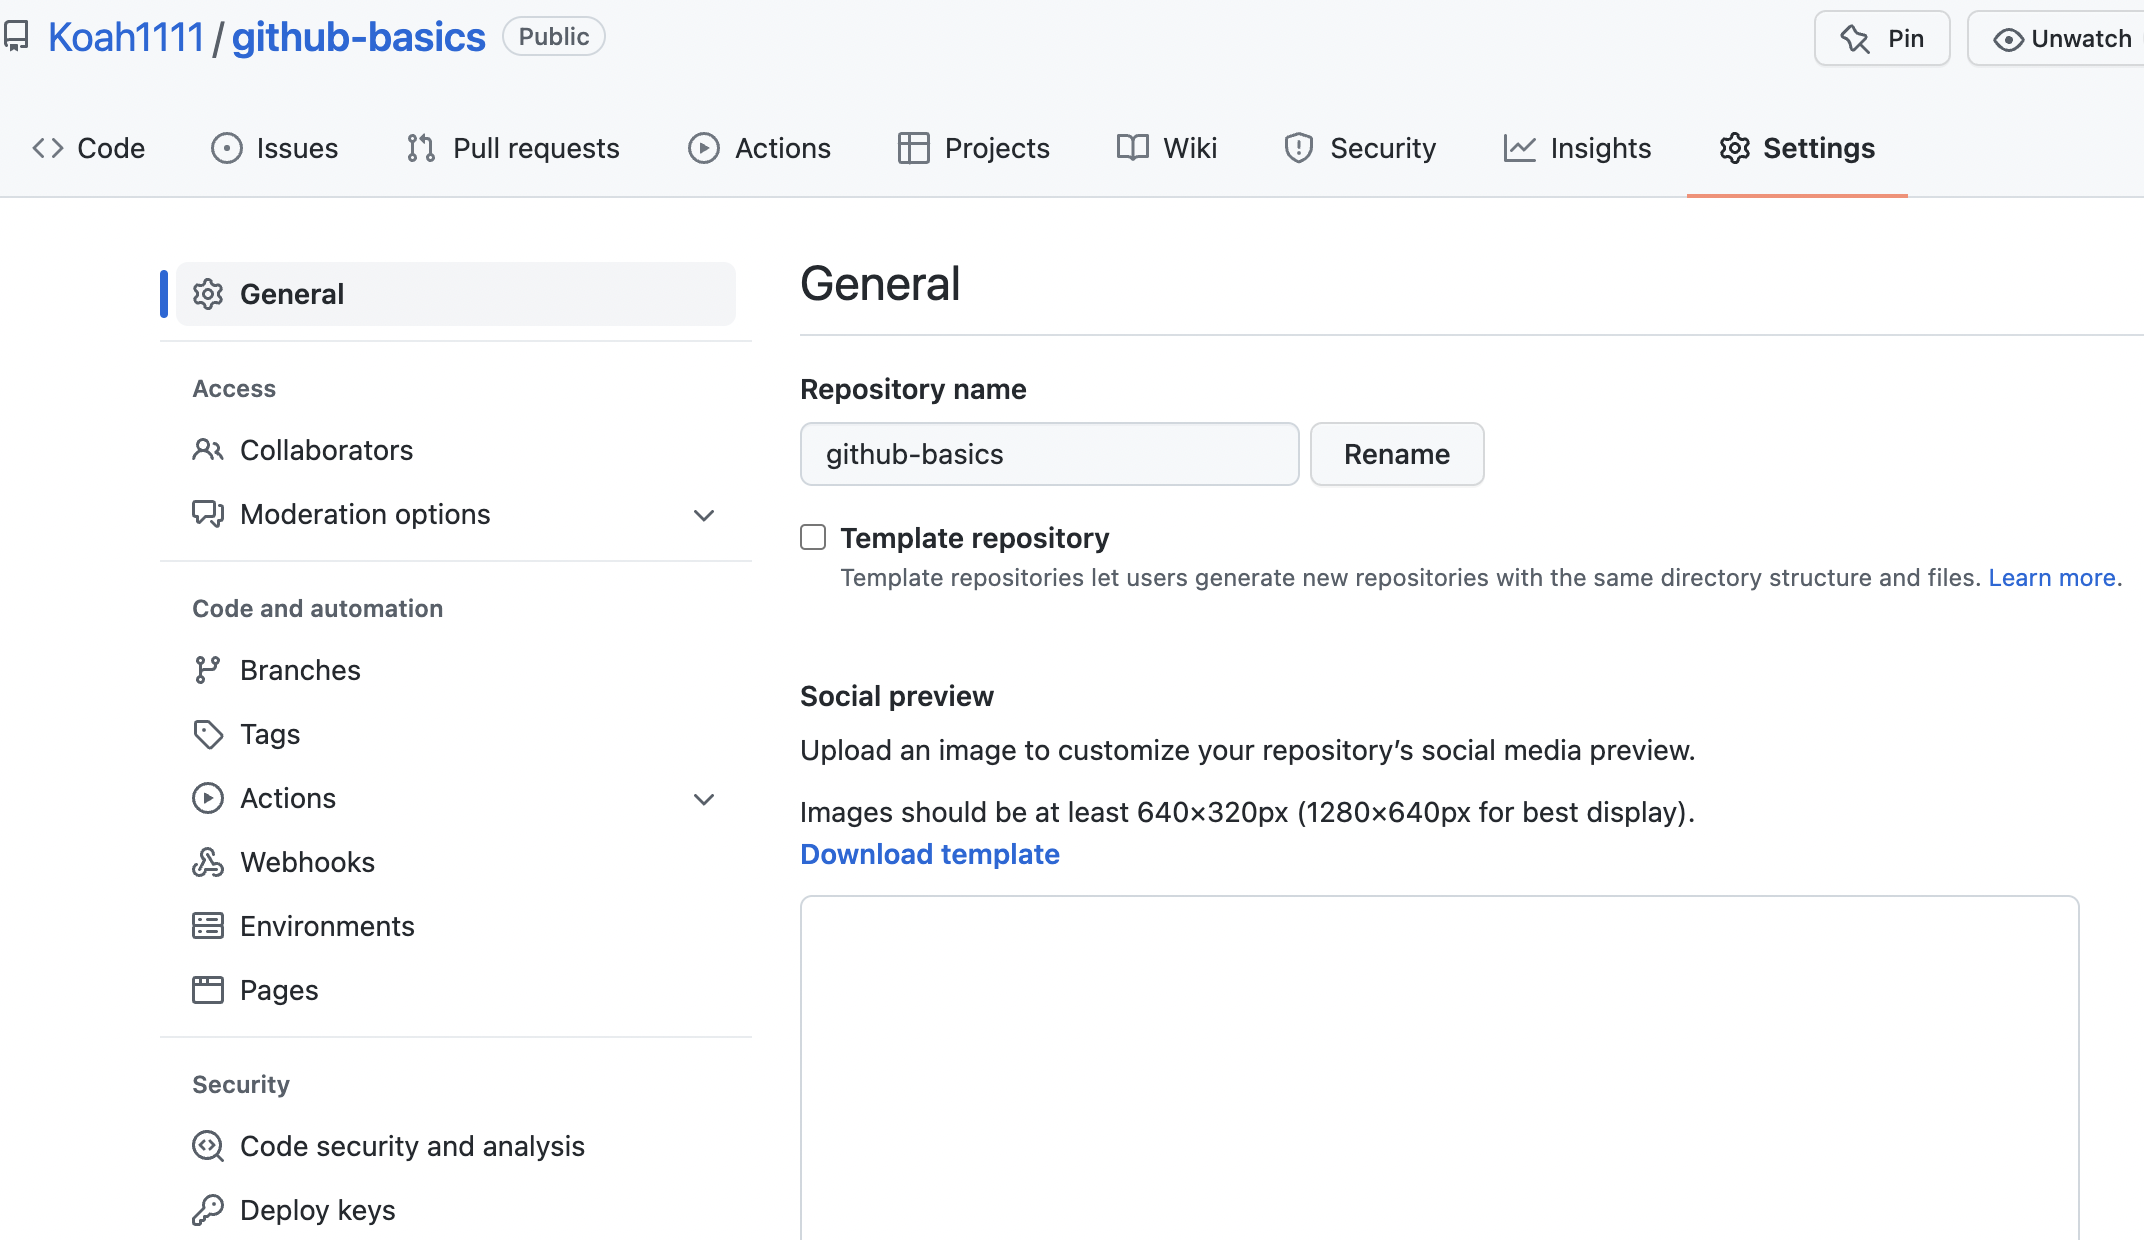 Koah1111 / github-basics Public
Pin
Unwatch
Code
Issues
Pull requests
Actions
Projects
Wiki
Security
Insights
Settings
General
Access
Collaborators
Moderation options
Code and automation
Branches
Tags
Actions
Webhooks
Environments
Pages
Security
Code security and analysis
Deploy keys
General
Repository name
github-basics
Rename
Template repository
Template repositories let users generate new repositories with the same directory structure and files. Learn more.
Social preview
Upload an image to customize your repository’s social media preview.
Images should be at least 640×320px (1280×640px for best display).
Download template